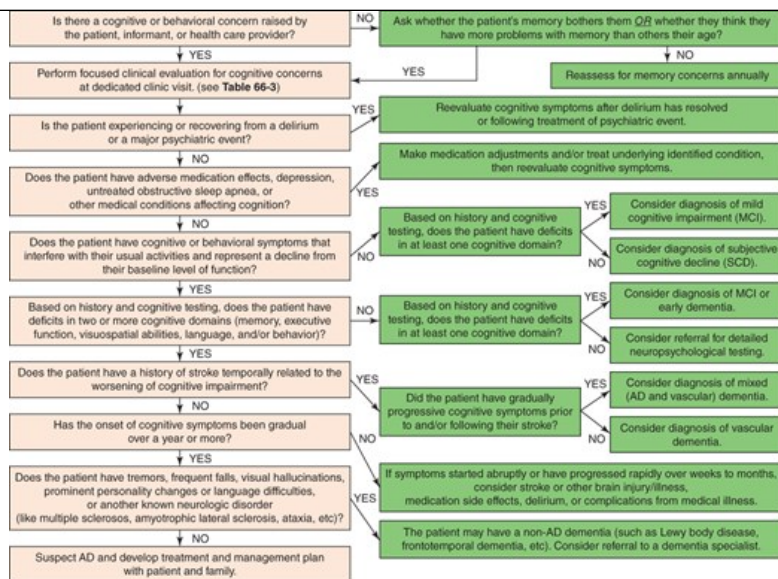 Is there a cognitive or behavioral concern raised by
the patient, informant, or health care provider?
NO
Ask whether the patient's memory bothers them OR whether they think they
have more problems with memory than others their age?
YES
YES
NO
Perform focused clinical evaluation for cognitive concerns
at dedicated clinic visit. (see Table 66-3)
Reassess for memory concerns annually
Is the patient experiencing or recovering from a delirium
or a major psychiatric event?
YES
Reevaluate cognitive symptoms after delirium has resolved
or following treatment of psychiatric event.
NO
Does the patient have adverse medication effects, depression,
untreated obstructive sleep apnea, or
other medical conditions affecting cognition?
YES
Make medication adjustments and/or treat underlying identified condition,
then reevaluate cognitive symptoms.
NO
Does the patient have cognitive or behavioral symptoms that
interfere with their usual activities and represent a decline from
their baseline level of function?
NO
Based on history and cognitive
testing, does the patient have deficits
in at least one cognitive domain?
YES
Consider diagnosis of mild
cognitive impairment (MCI).
NO
Consider diagnosis of subjective
cognitive decline (SCD).
YES
Based on history and cognitive testing, does the patient have
deficits in two or more cognitive domains (memory, executive
function, visuospatial abilities, language, and/or behavior)?
NO
Based on history and cognitive
testing, does the patient have deficits
in at least one cognitive domain?
YES
Consider diagnosis of MCI or
early dementia.
NO
Consider referral for detailed
neuropsychological testing.
YES
Does the patient have a history of stroke temporally related to the
worsening of cognitive impairment?
YES
Did the patient have gradually
progressive cognitive symptoms prior
to and/or following their stroke?
YES
Consider diagnosis of mixed
(AD and vascular) dementia.
NO
Consider diagnosis of vascular
dementia.
NO
Has the onset of cognitive symptoms been gradual
over a year or more?
NO
If symptoms started abruptly or have progressed rapidly over weeks to months,
consider stroke or other brain injury/illness,
medication side effects, delirium, or complications from medical illness.
YES
Does the patient have tremors, frequent falls, visual hallucinations,
prominent personality changes or language difficulties,
or another known neurologic disorder
(like multiple sclerosos, amyotrophic lateral sclerosis, ataxia, etc)?
YES
The patient may have a non-AD dementia (such as Lewy body disease,
frontotemporal dementia, etc). Consider referral to a dementia specialist.
NO
Suspect AD and develop treatment and management plan
with patient and family.